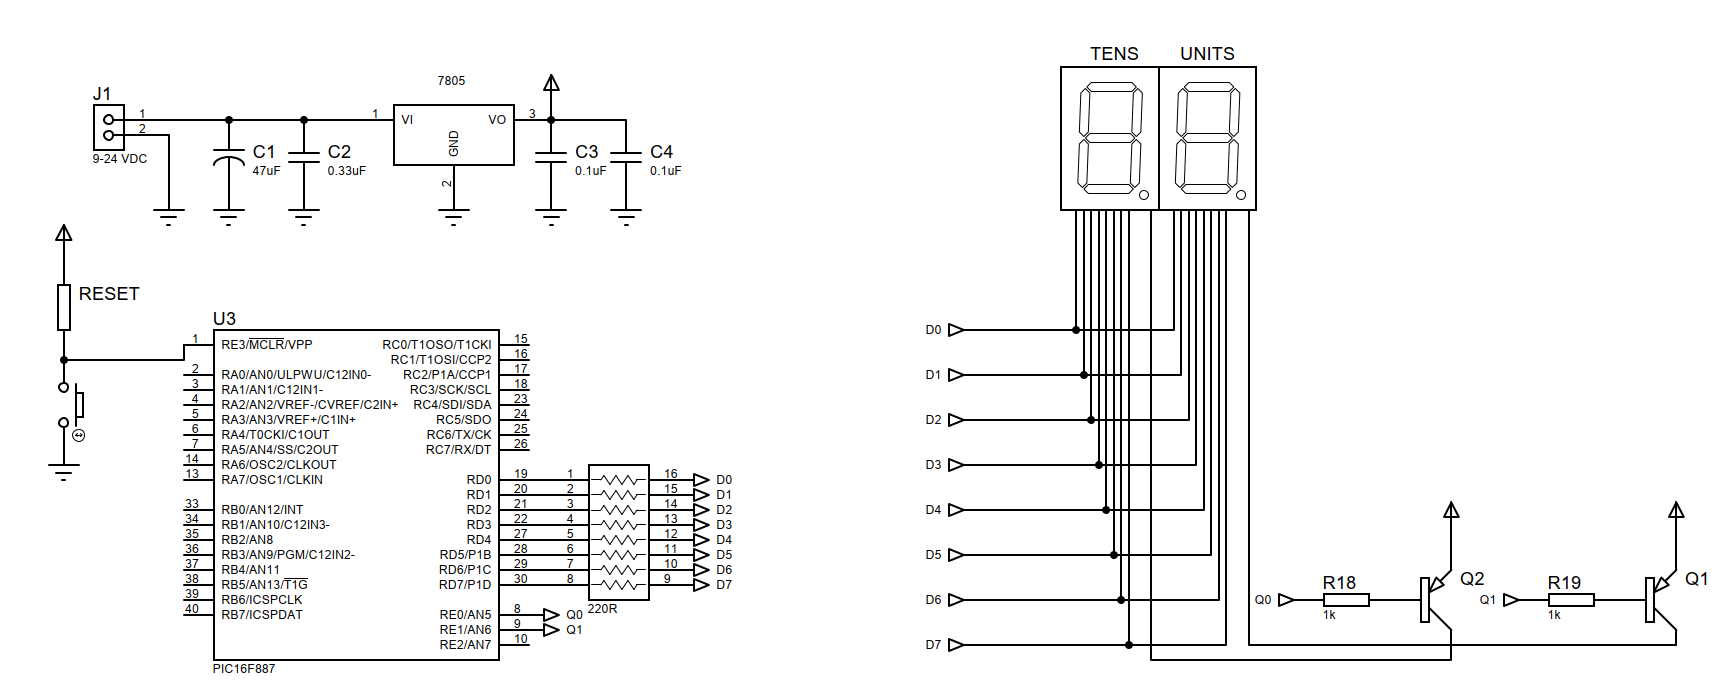 J1
1
2
9-24 VDC
C1
47uF
C2
0.33uF
7805
1
VI
VO
3
GND
2
C3
0.1uF
C4
0.1uF
RESET
U3
1 RE3/MCLR/VPP
2 RA0/AN0/ULPWU/C12IN0-
3 RA1/AN1/C12IN1-
4 RA2/AN2/VREF-/CVREF/C2IN+
5 RA3/AN3/VREF+/C1IN+
6 RA4/T0CKI/C1OUT
7 RA5/AN4/SS/C2OUT
14 RA6/OSC2/CLKOUT
13 RA7/OSC1/CLKIN
33 RB0/AN12/INT
34 RB1/AN10/C12IN3-
35 RB2/AN8
36 RB3/AN9/PGM/C12IN2-
37 RB4/AN11
38 RB5/AN13/T1G
39 RB6/ICSPCLK
40 RB7/ICSPDAT
RC0/T1OSO/T1CKI 15
RC1/T1OSI/CCP2 16
RC2/P1A/CCP1 17
RC3/SCK/SCL 18
RC4/SDI/SDA 23
RC5/SDO 24
RC6/TX/CK 25
RC7/RX/DT 26
RD0 19 1 16 D0
RD1 20 2 15 D1
RD2 21 3 14 D2
RD3 22 4 13 D3
RD4 27 5 12 D4
RD5/P1B 28 6 11 D5
RD6/P1C 29 7 10 D6
RD7/P1D 30 8 9 D7
220R
RE0/AN5 8 Q0
RE1/AN6 9 Q1
RE2/AN7 10
PIC16F887
TENS UNITS
D0
D1
D2
D3
D4
D5
D6
D7
Q0
R18
1k
Q2
Q1
R19
1k
Q1